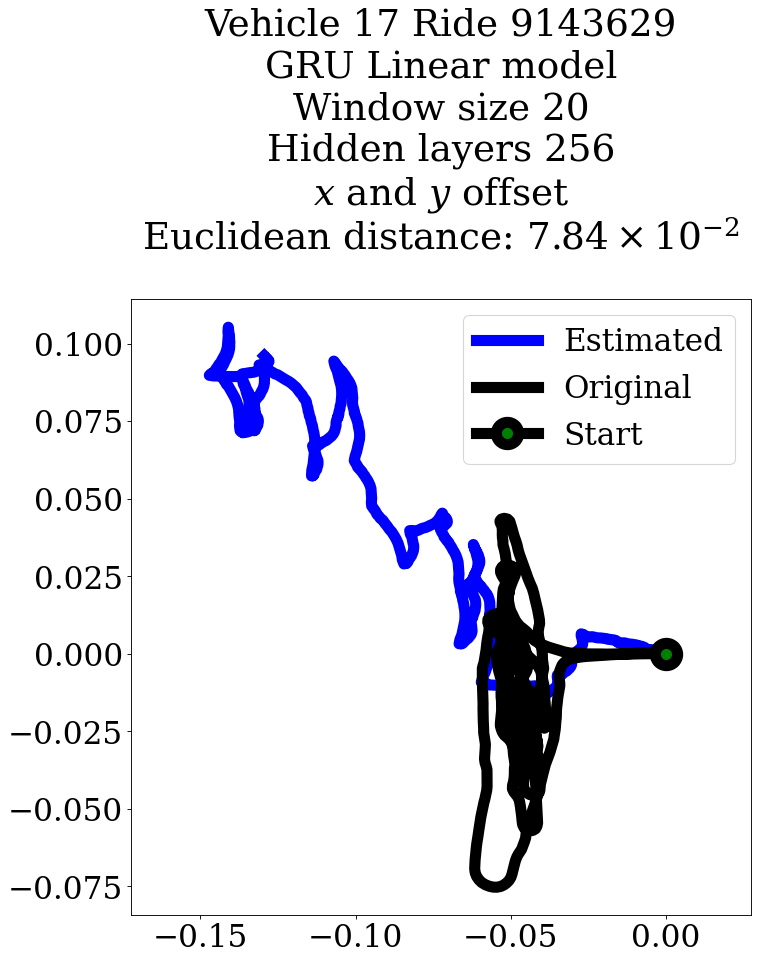 Vehicle 17 Ride 9143629
GRU Linear model
Window size 20
Hidden layers 256
x and y offset
Euclidean distance: 7.84 × 10⁻²
Estimated
Original
Start
0.100
0.075
0.050
0.025
0.000
−0.025
−0.050
−0.075
−0.15 −0.10 −0.05 0.00